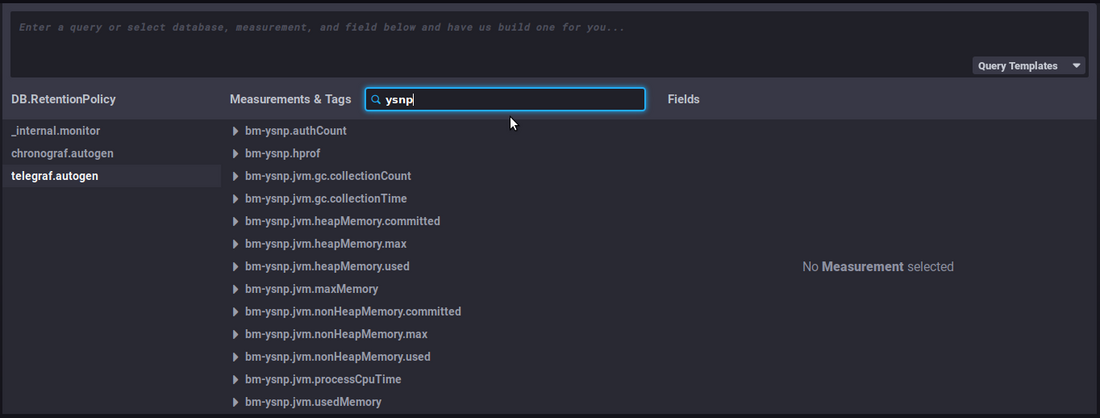 Enter a query or select database, measurement, and field below and have us build one for you...
Query Templates
DB.RetentionPolicy
_internal.monitor
chronograf.autogen
telegraf.autogen
Measurements & Tags
ysnp
bm-ysnp.authCount
bm-ysnp.hprof
bm-ysnp.jvm.gc.collectionCount
bm-ysnp.jvm.gc.collectionTime
bm-ysnp.jvm.heapMemory.committed
bm-ysnp.jvm.heapMemory.max
bm-ysnp.jvm.heapMemory.used
bm-ysnp.jvm.maxMemory
bm-ysnp.jvm.nonHeapMemory.committed
bm-ysnp.jvm.nonHeapMemory.max
bm-ysnp.jvm.nonHeapMemory.used
bm-ysnp.jvm.processCpuTime
bm-ysnp.jvm.usedMemory
Fields
No Measurement selected